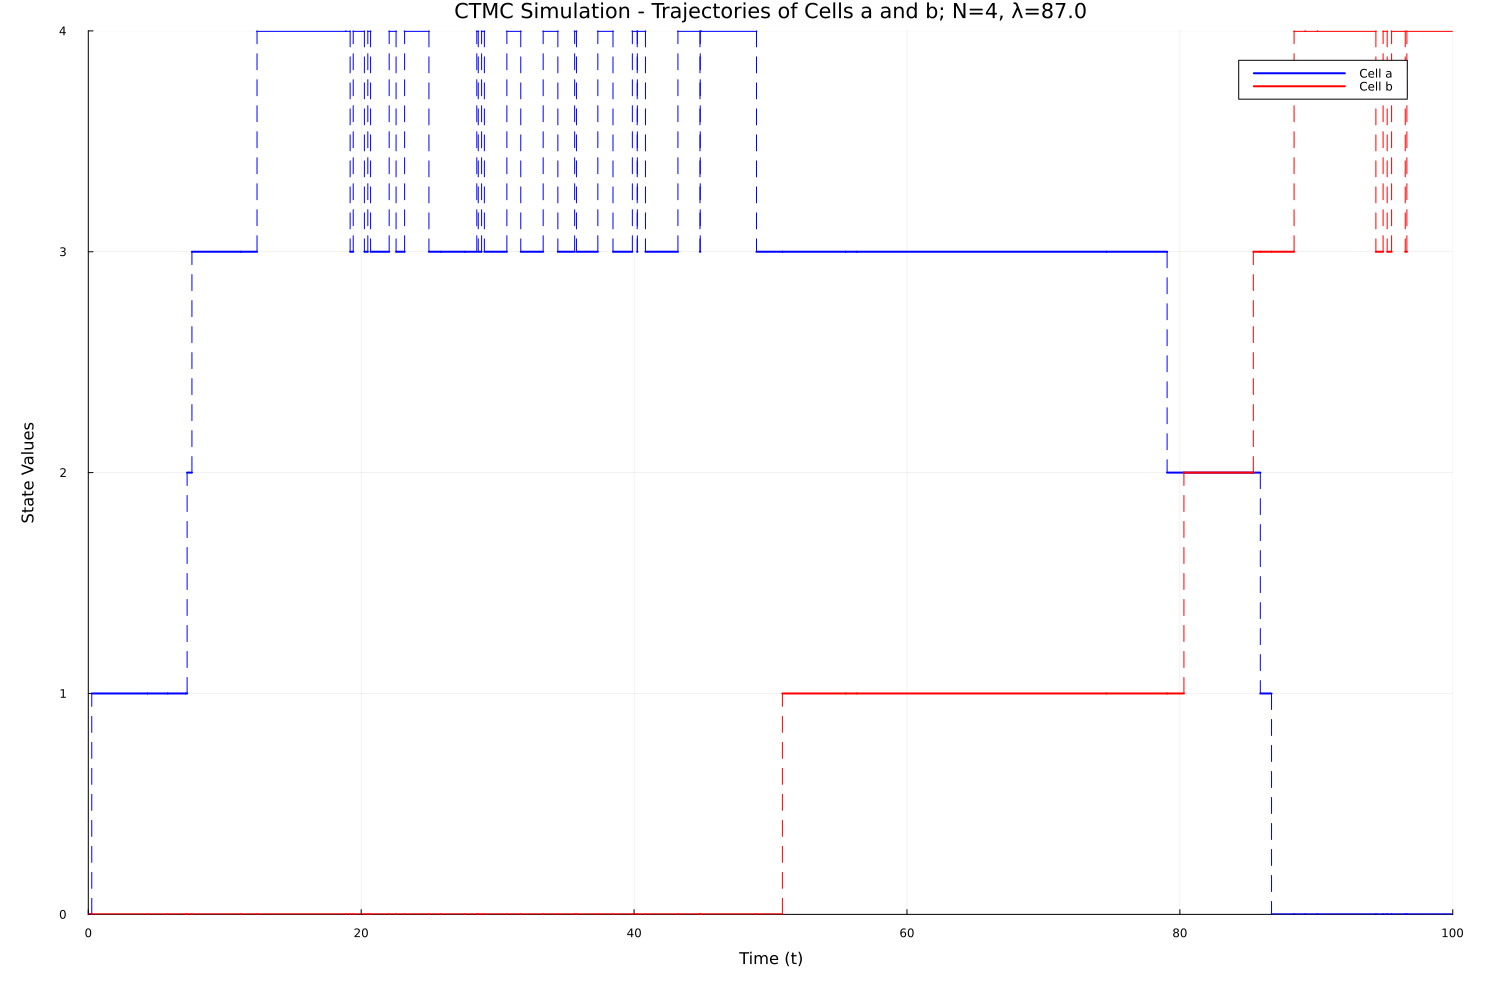 CTMC Simulation - Trajectories of Cells a and b; N=4, λ=87.0
4
Cell a
Cell b
3
State Values
2
1
0
0 20 40 60 80 100
Time (t)